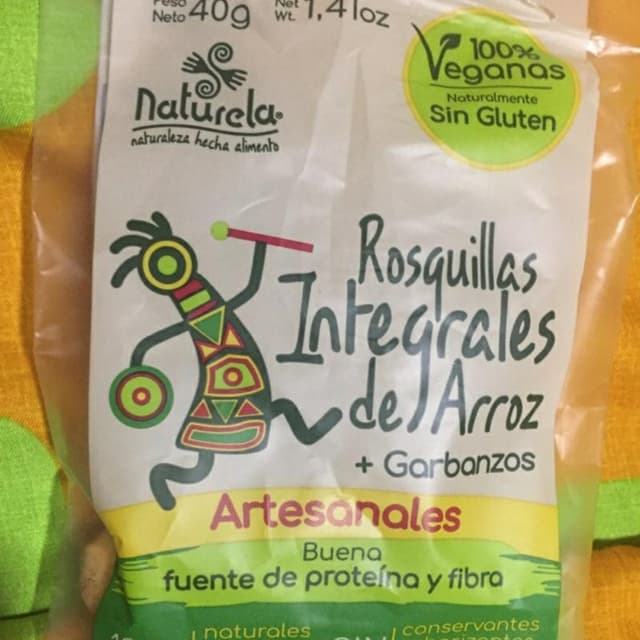 Peso Neto 40g Net Wt. 1,41oz
100% Veganas
Naturalmente
Sin Gluten
Naturela
naturaleza hecha alimento
Rosquillas
Integrales
de Arroz
+ Garbanzos
Artesanales
Buena
fuente de proteína y fibra
naturales
conservantes